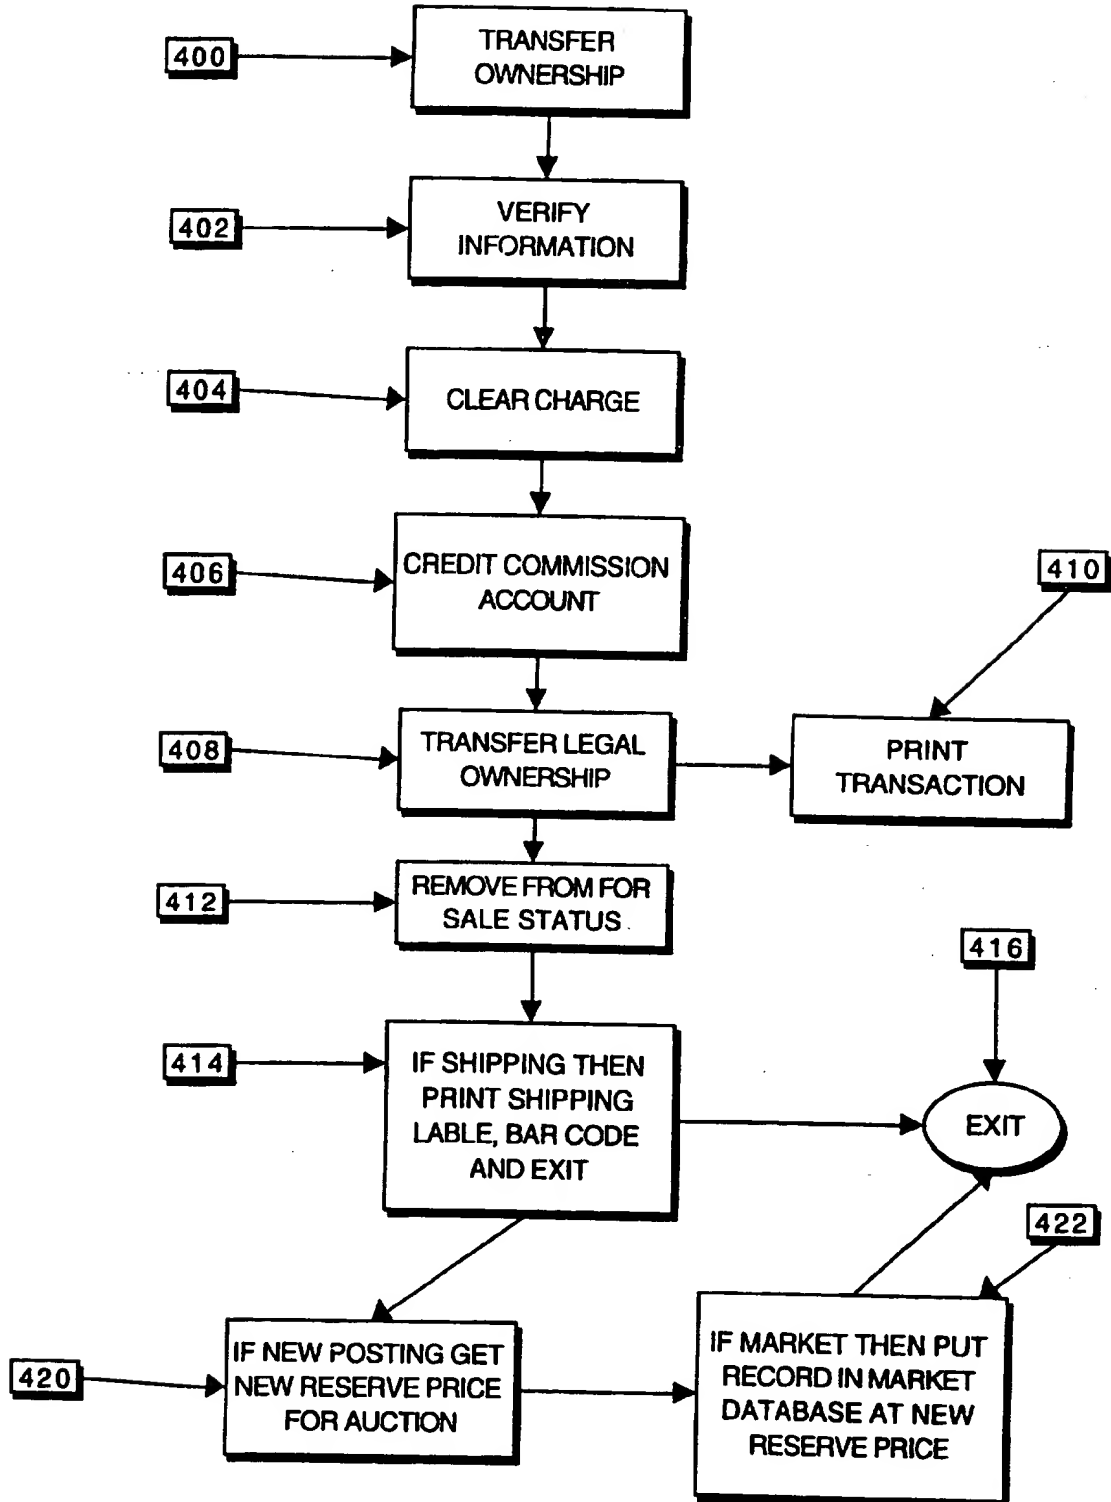 400
TRANSFER
OWNERSHIP
402
VERIFY
INFORMATION
404
CLEAR CHARGE
406
CREDIT COMMISSION
ACCOUNT
410
408
TRANSFER LEGAL
OWNERSHIP
PRINT
TRANSACTION
412
REMOVE FROM FOR
SALE STATUS
416
414
IF SHIPPING THEN
PRINT SHIPPING
LABLE, BAR CODE
AND EXIT
EXIT
422
420
IF NEW POSTING GET
NEW RESERVE PRICE
FOR AUCTION
IF MARKET THEN PUT
RECORD IN MARKET
DATABASE AT NEW
RESERVE PRICE